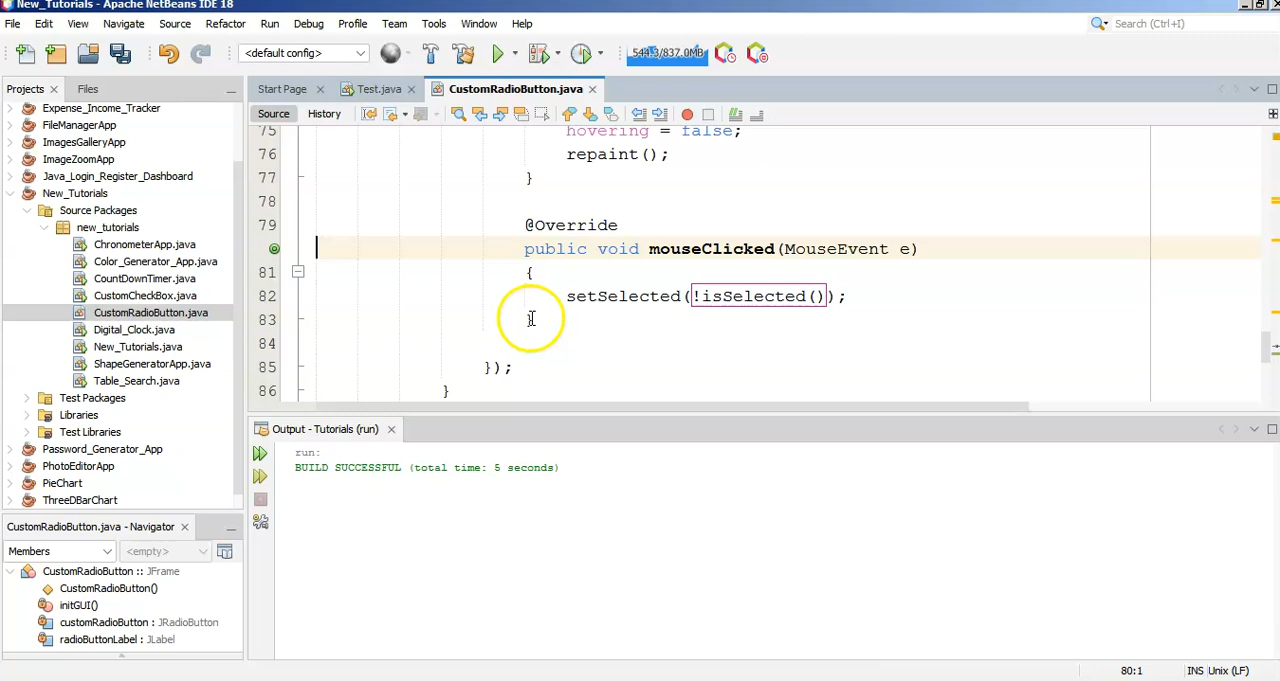 New_Tutorials - Apache NetBeans IDE 18
File Edit View Navigate Source Refactor Run Debug Profile Team Tools Window Help
Search (Ctrl+I)
<default config>
544.3/837.0MB
Projects Files
Start Page Test.java CustomRadioButton.java
Source History
Expense_Income_Tracker
FileManagerApp
ImagesGalleryApp
ImageZoomApp
Java_Login_Register_Dashboard
New_Tutorials
Source Packages
new_tutorials
ChronometerApp.java
Color_Generator_App.java
CountDownTimer.java
CustomCheckBox.java
CustomRadioButton.java
Digital_Clock.java
New_Tutorials.java
ShapeGeneratorApp.java
Table_Search.java
Test Packages
Libraries
Test Libraries
Password_Generator_App
PhotoEditorApp
PieChart
ThreeDBarChart
75 hovering = false;
76 repaint();
77 }
78
79 @Override
public void mouseClicked(MouseEvent e)
81 {
82 setSelected(!isSelected());
83 }
84
85 });
86 }
Output - Tutorials (run)
run:
BUILD SUCCESSFUL (total time: 5 seconds)
CustomRadioButton.java - Navigator
Members <empty>
CustomRadioButton :: JFrame
CustomRadioButton()
initGUI()
customRadioButton : JRadioButton
radioButtonLabel : JLabel
80:1 INS Unix (LF)